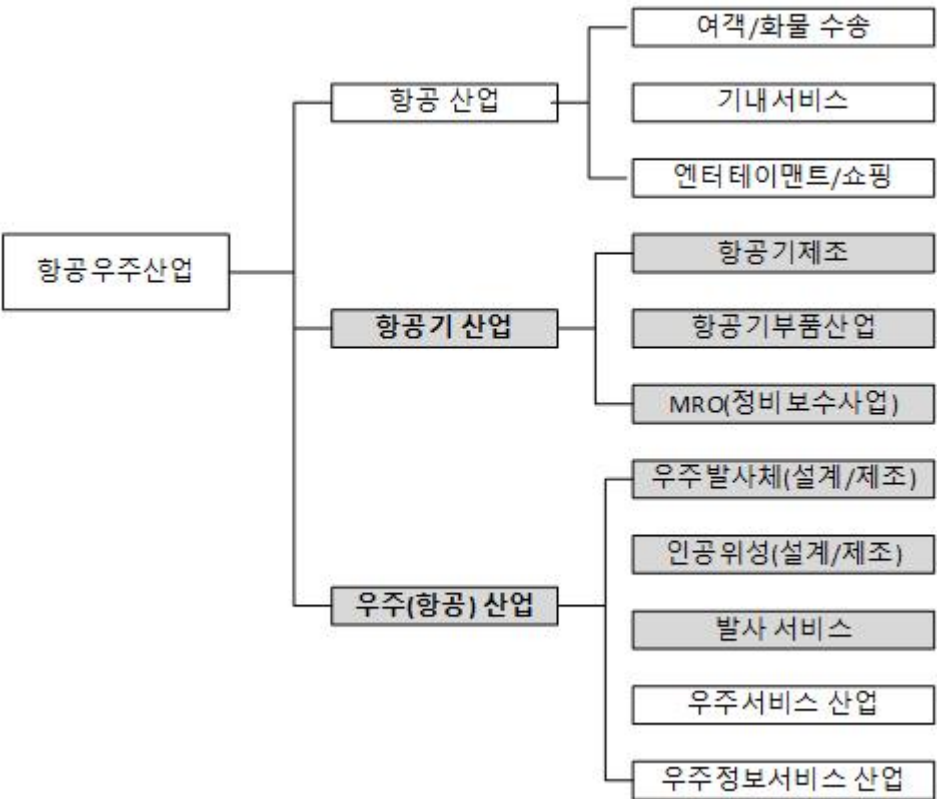 항공우주산업
항공 산업
여객/화물 수송
기내서비스
엔터테이맨트/쇼핑
항공기 산업
항공기제조
항공기부품산업
MRO(정비보수사업)
우주(항공) 산업
우주발사체(설계/제조)
인공위성(설계/제조)
발사 서비스
우주서비스 산업
우주정보서비스 산업